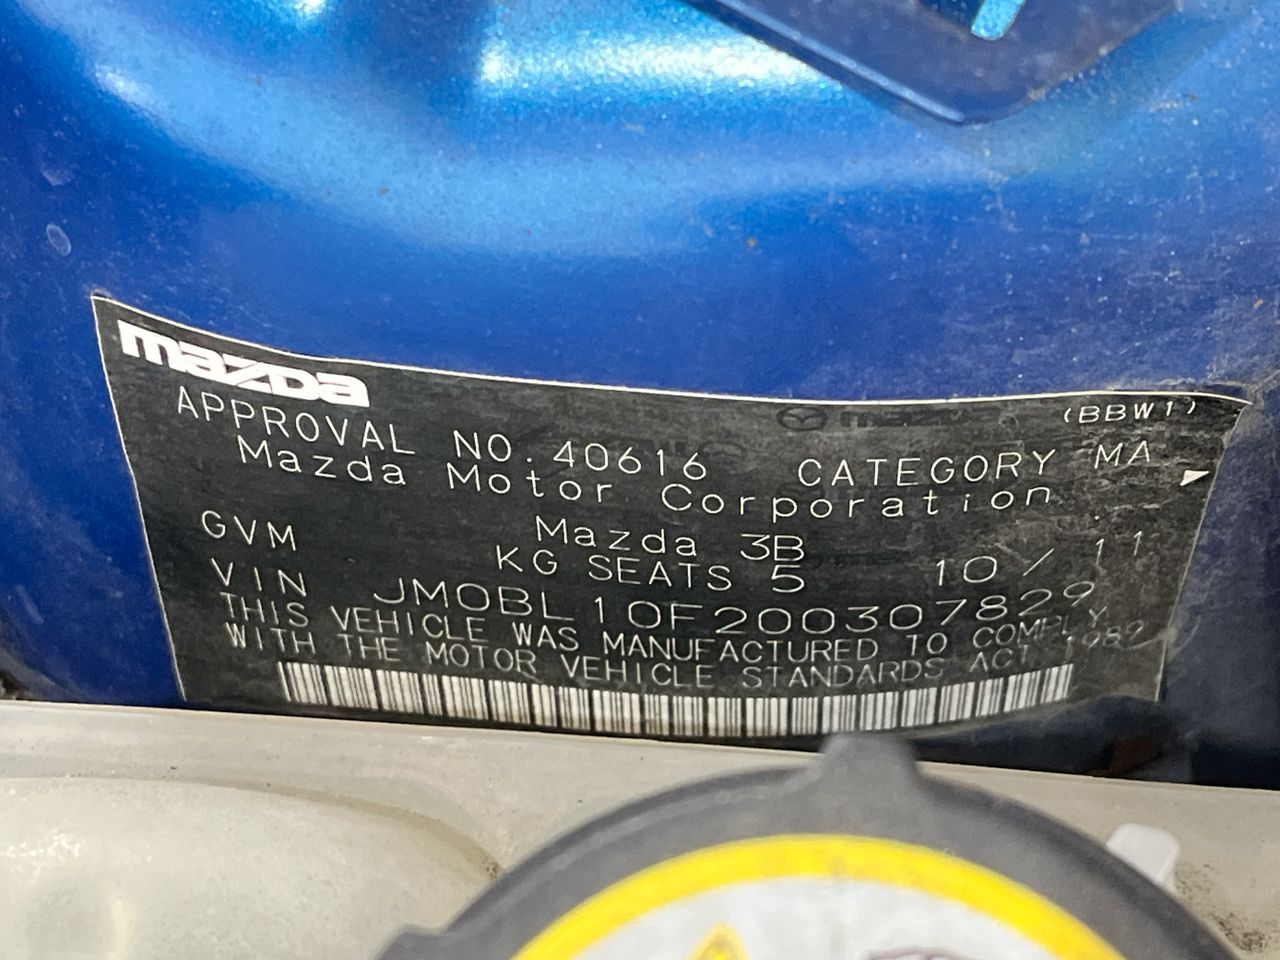 mazda
(BBW1)
APPROVAL NO.40616 CATEGORY MA
Mazda Motor Corporation
Mazda 3B
GVM KG SEATS 5 10/11
VIN JM0BL10F200307829
THIS VEHICLE WAS MANUFACTURED TO COMPLY
WITH THE MOTOR VEHICLE STANDARDS ACT 1989